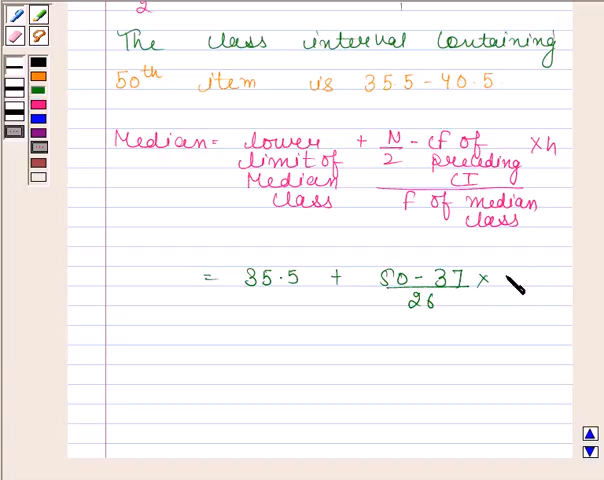 2
The class interval containing
50th item is 35.5-40.5
Median = lower limit of Median class + N/2 - cf of preceding CI / f of median class × h
= 35.5 + 50-37/26 ×